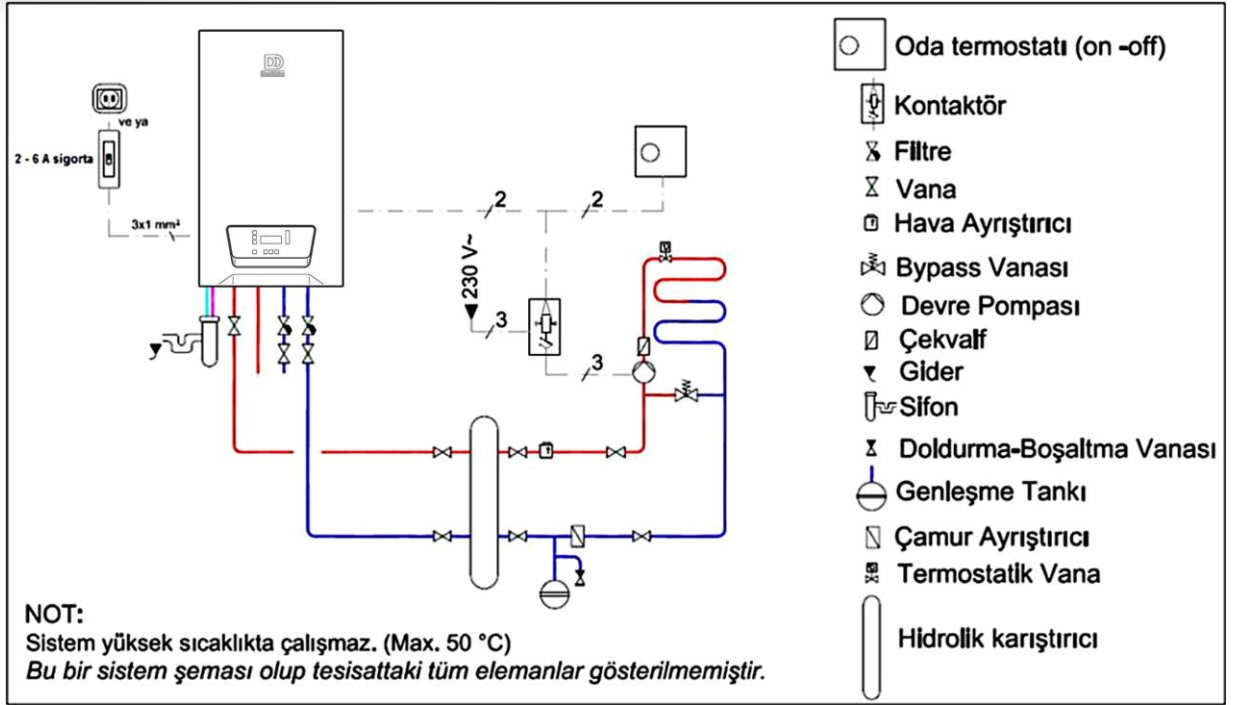 ve ya
2 - 6 A sigorta
3x1 mm²
2
2
230 V~
3
3
Oda termostatı (on -off)
Kontaktör
Filtre
Vana
Hava Ayrıştırıcı
Bypass Vanası
Devre Pompası
Çekvalf
Gider
Sifon
Doldurma-Boşaltma Vanası
Genleşme Tankı
Çamur Ayrıştırıcı
Termostatik Vana
Hidrolik karıştırıcı
NOT:
Sistem yüksek sıcaklıkta çalışmaz. (Max. 50 °C)
Bu bir sistem şeması olup tesisattaki tüm elemanlar gösterilmemiştir.